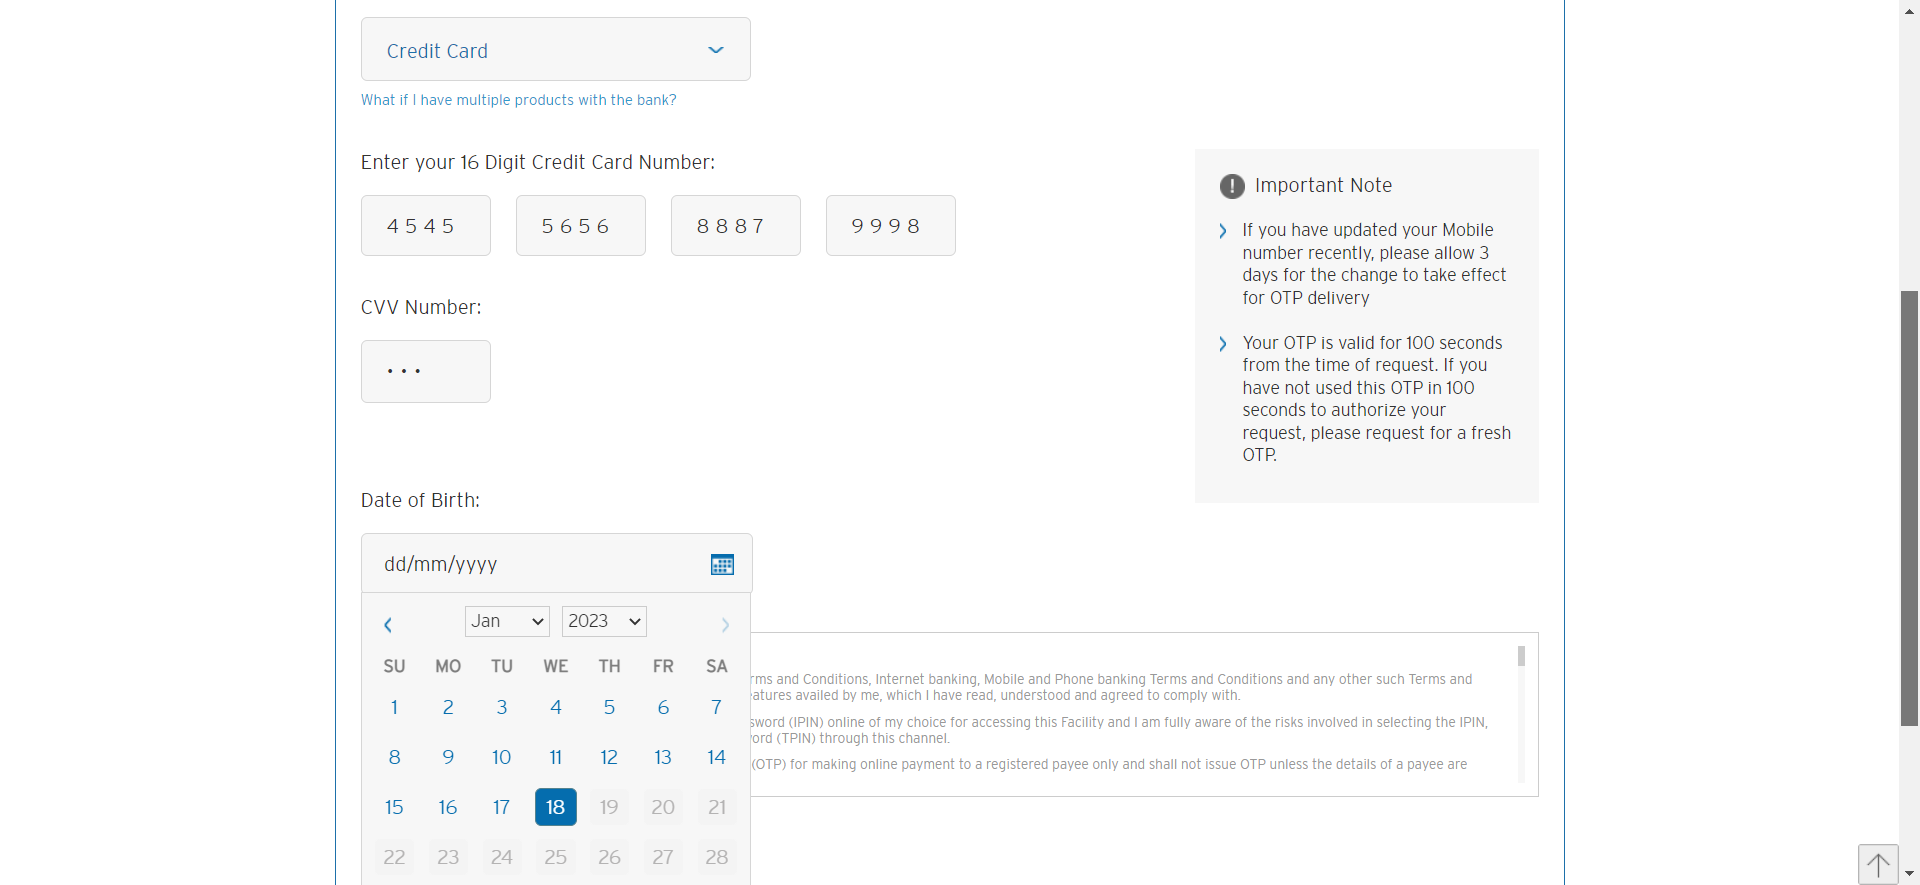 Credit Card
What if I have multiple products with the bank?
Enter your 16 Digit Credit Card Number:
4545 5656 8887 9998
CVV Number:
•••
Date of Birth:
dd/mm/yyyy
Jan 2023
SU MO TU WE TH FR SA
1 2 3 4 5 6 7
8 9 10 11 12 13 14
15 16 17 18 19 20 21
22 23 24 25 26 27 28
Important Note
If you have updated your Mobile
number recently, please allow 3
days for the change to take effect
for OTP delivery
Your OTP is valid for 100 seconds
from the time of request. If you
have not used this OTP in 100
seconds to authorize your
request, please request for a fresh
OTP.
rms and Conditions, Internet banking, Mobile and Phone banking Terms and Conditions and any other such Terms and
atures availed by me, which I have read, understood and agreed to comply with.
sword (IPIN) online of my choice for accessing this Facility and I am fully aware of the risks involved in selecting the IPIN,
ord (TPIN) through this channel.
(OTP) for making online payment to a registered payee only and shall not issue OTP unless the details of a payee are